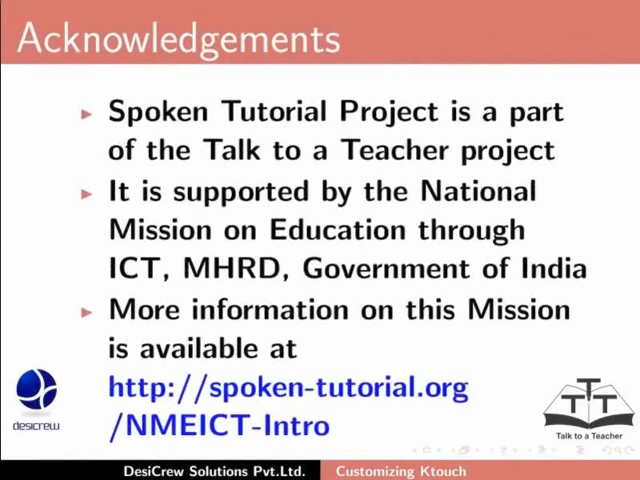 Acknowledgements
Spoken Tutorial Project is a part
of the Talk to a Teacher project
It is supported by the National
Mission on Education through
ICT, MHRD, Government of India
More information on this Mission
is available at
http://spoken-tutorial.org
/NMEICT-Intro
desicrew
TTT
Talk to a Teacher
DesiCrew Solutions Pvt.Ltd.
Customizing Ktouch